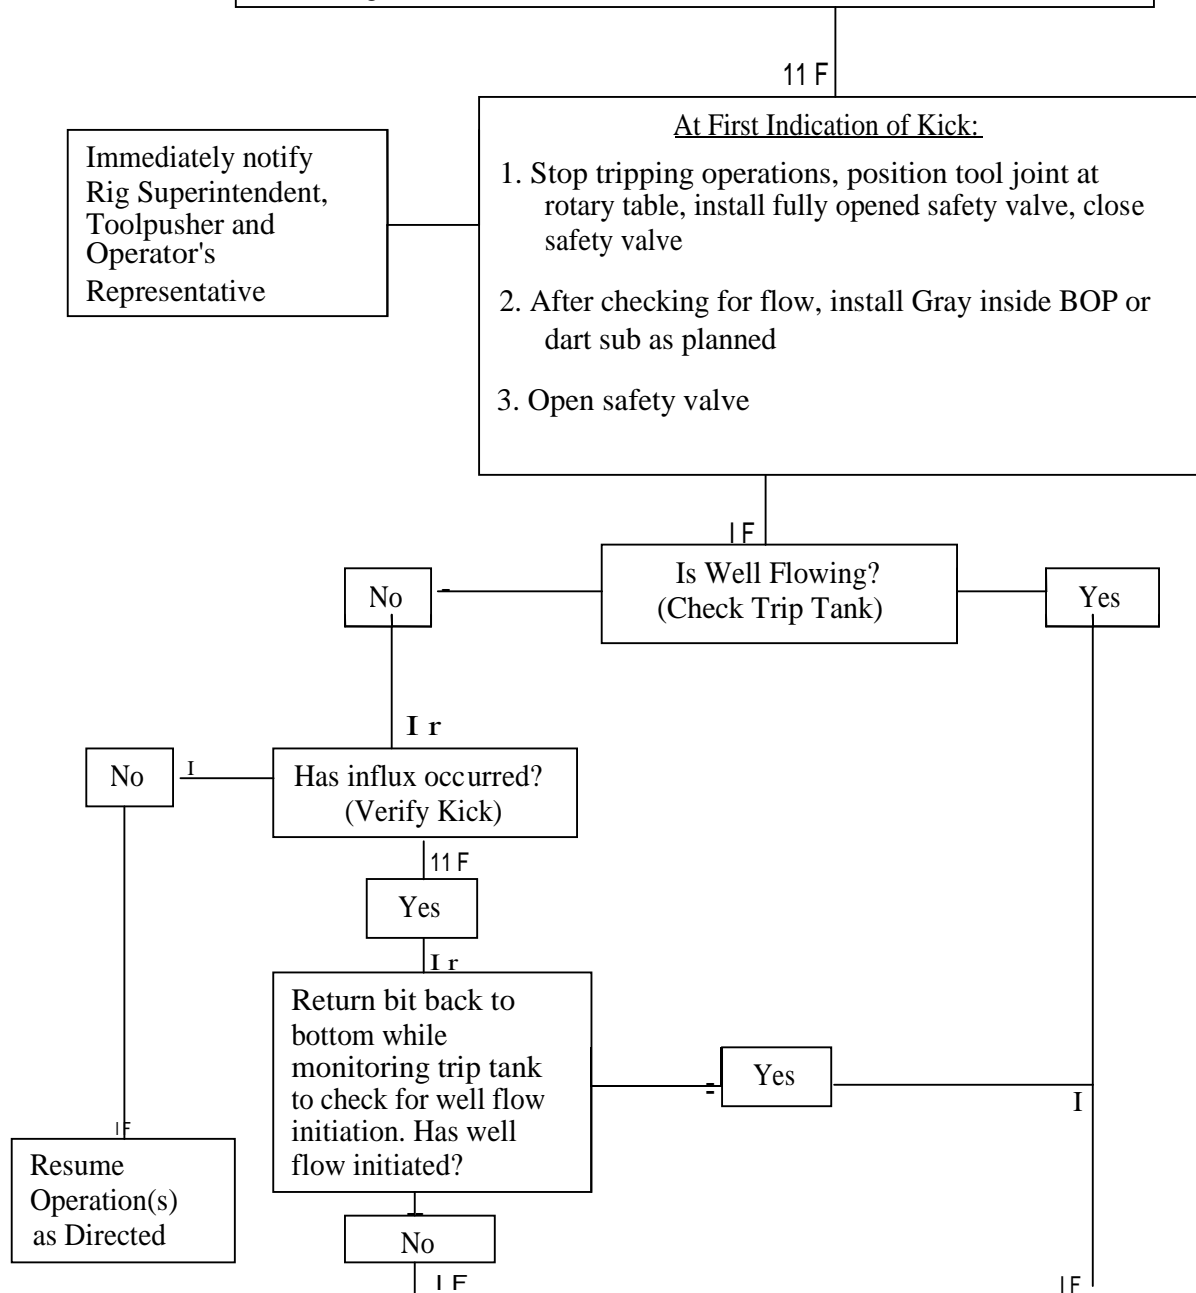 11 F
At First Indication of Kick:
Immediately notify
Rig Superintendent,
Toolpusher and
Operator's
Representative
1. Stop tripping operations, position tool joint at
rotary table, install fully opened safety valve, close
safety valve
2. After checking for flow, install Gray inside BOP or
dart sub as planned
3. Open safety valve
IF
Is Well Flowing?
(Check Trip Tank)
No
Yes
I r
No
I
Has influx occurred?
(Verify Kick)
11 F
Yes
I r
Return bit back to
bottom while
monitoring trip tank
to check for well flow
initiation. Has well
flow initiated?
Yes
I
IF
Resume
Operation(s)
as Directed
No
IF
IF